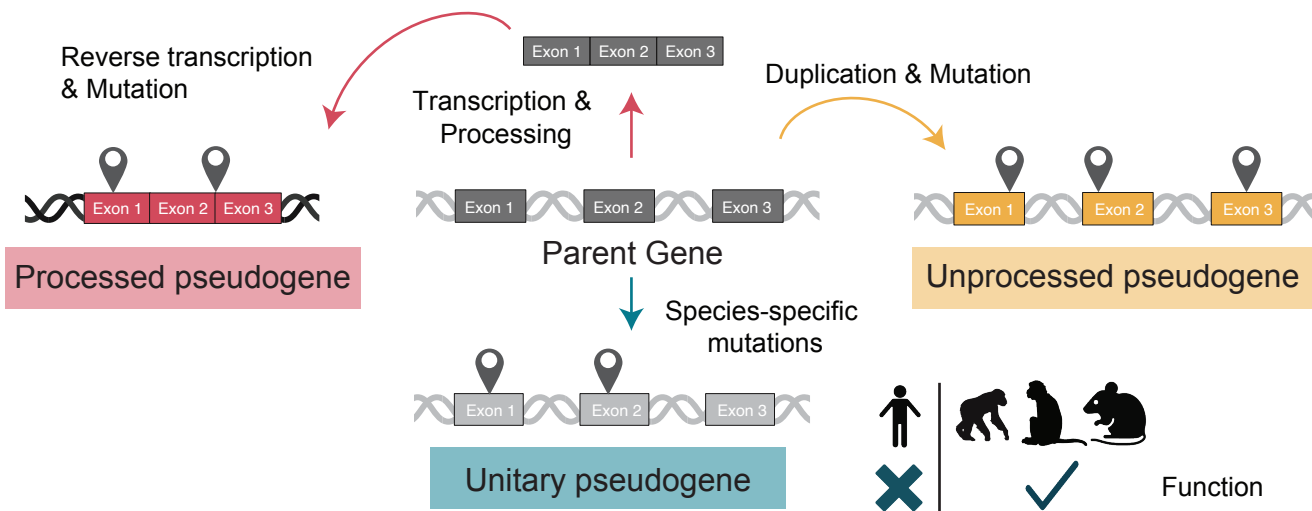 Exon 1 Exon 2 Exon 3
Reverse transcription
& Mutation
Transcription &
Processing
Duplication & Mutation
Exon 1 Exon 2 Exon 3
Processed pseudogene
Exon 1 Exon 2 Exon 3
Parent Gene
Exon 1 Exon 2 Exon 3
Unprocessed pseudogene
Species-specific
mutations
Exon 1 Exon 2 Exon 3
Unitary pseudogene
Function